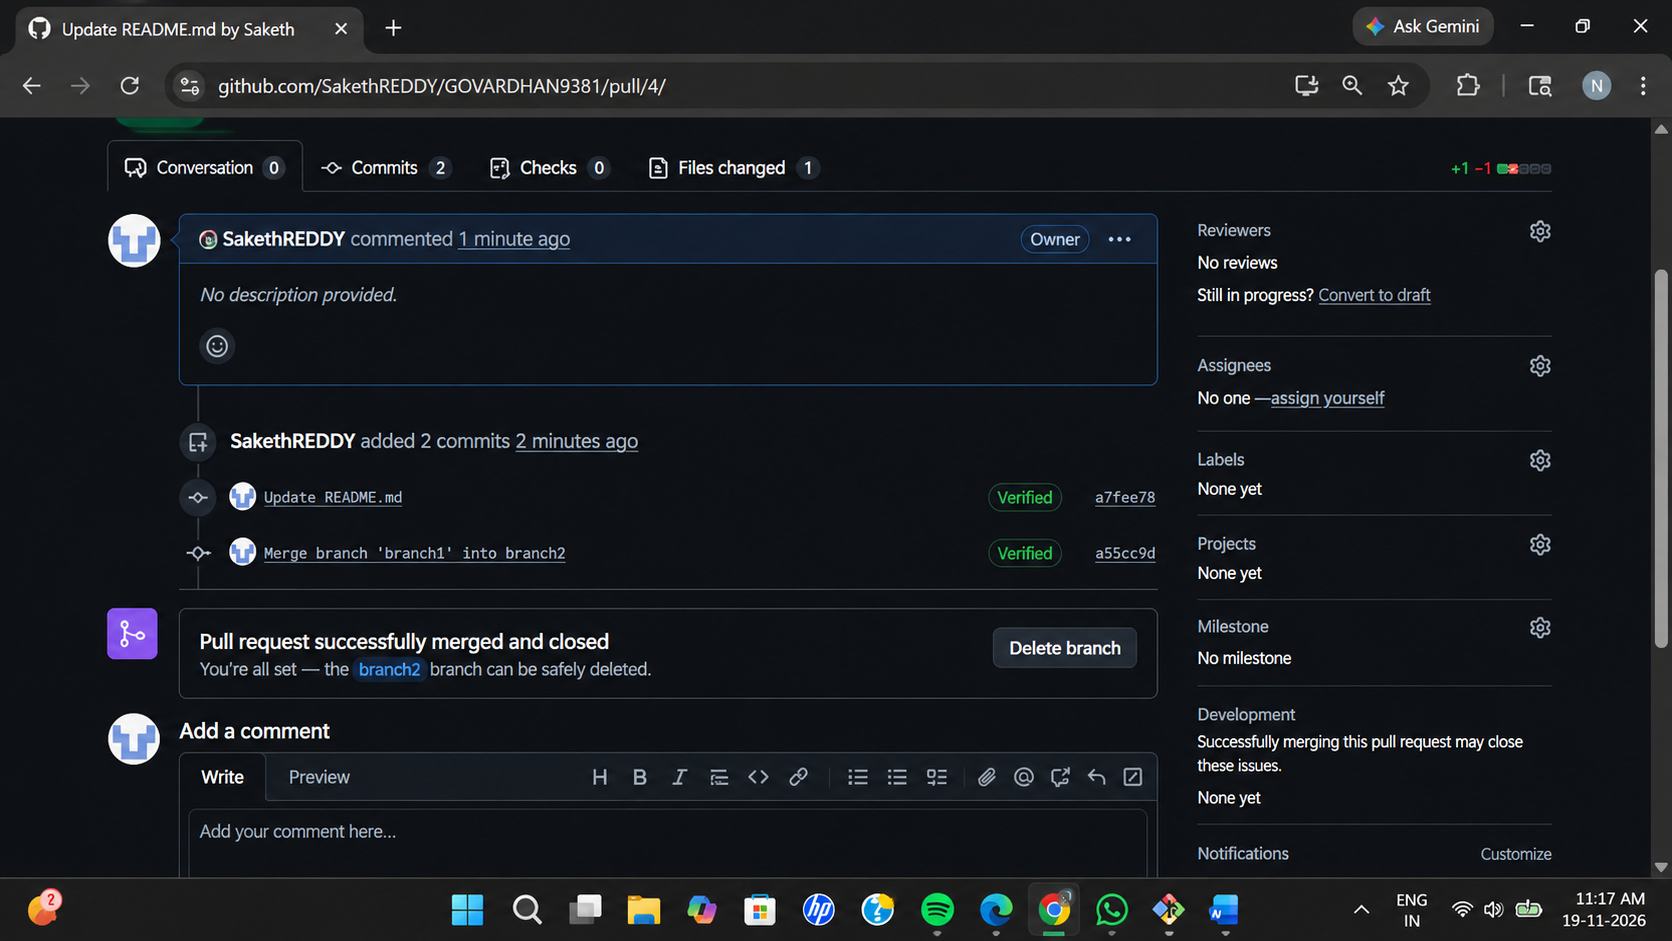 Update README.md by Saketh
Ask Gemini
github.com/SakethREDDY/GOVARDHAN9381/pull/4/
N
Conversation 0
Commits 2
Checks 0
Files changed 1
+1 −1
SakethREDDY commented 1 minute ago
Owner
No description provided.
SakethREDDY added 2 commits 2 minutes ago
Update README.md
Verified
a7fee78
Merge branch 'branch1' into branch2
Verified
a55cc9d
Pull request successfully merged and closed
You're all set — the branch2 branch can be safely deleted.
Delete branch
Add a comment
Write
Preview
H B I
Add your comment here...
Reviewers
No reviews
Still in progress? Convert to draft
Assignees
No one —assign yourself
Labels
None yet
Projects
None yet
Milestone
No milestone
Development
Successfully merging this pull request may close
these issues.
None yet
Notifications
Customize
2
hp
?
N
ENG
IN
11:17 AM
19-11-2026